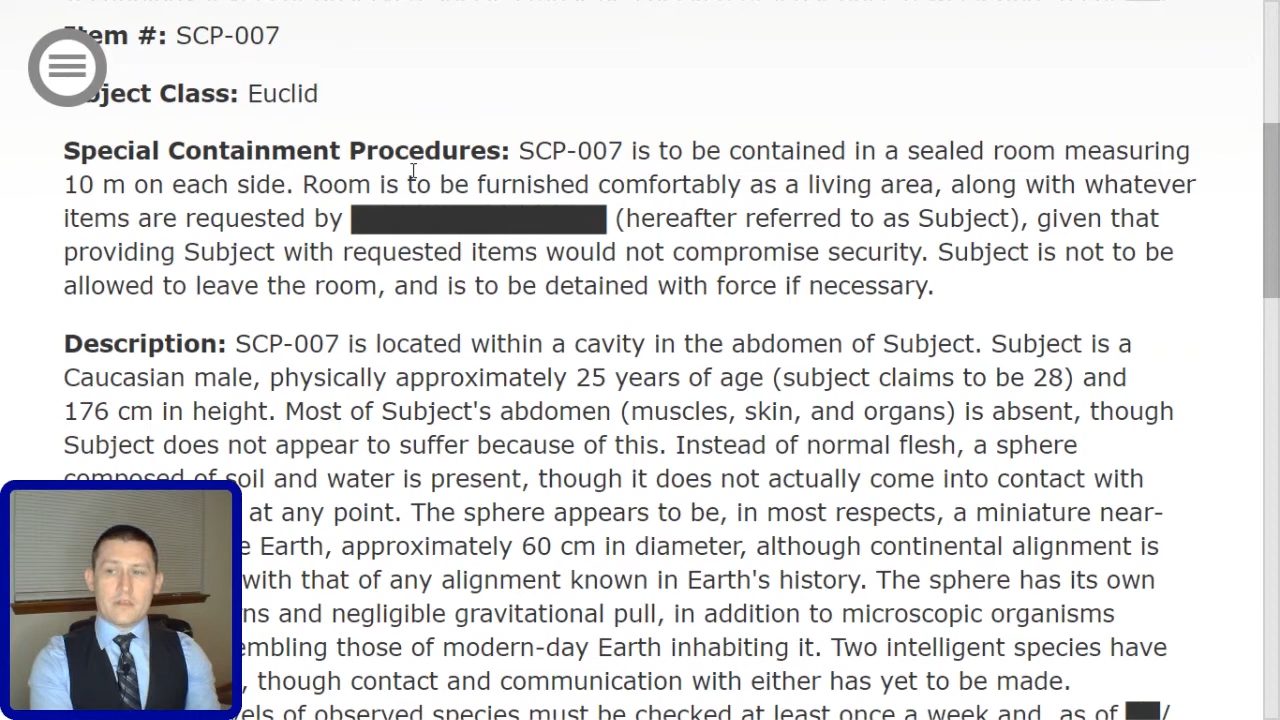 Item #: SCP-007
Object Class: Euclid
Special Containment Procedures: SCP-007 is to be contained in a sealed room measuring
10 m on each side. Room is to be furnished comfortably as a living area, along with whatever
items are requested by (hereafter referred to as Subject), given that
providing Subject with requested items would not compromise security. Subject is not to be
allowed to leave the room, and is to be detained with force if necessary.
Description: SCP-007 is located within a cavity in the abdomen of Subject. Subject is a
Caucasian male, physically approximately 25 years of age (subject claims to be 28) and
176 cm in height. Most of Subject's abdomen (muscles, skin, and organs) is absent, though
Subject does not appear to suffer because of this. Instead of normal flesh, a sphere
composed of soil and water is present, though it does not actually come into contact with
at any point. The sphere appears to be, in most respects, a miniature near-
Earth, approximately 60 cm in diameter, although continental alignment is
with that of any alignment known in Earth's history. The sphere has its own
and negligible gravitational pull, in addition to microscopic organisms
those of modern-day Earth inhabiting it. Two intelligent species have
, though contact and communication with either has yet to be made.
of observed species must be checked at least once a week and, as of /